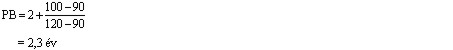 PB = 2 + (100 − 90) / (120 − 90)
= 2,3 év